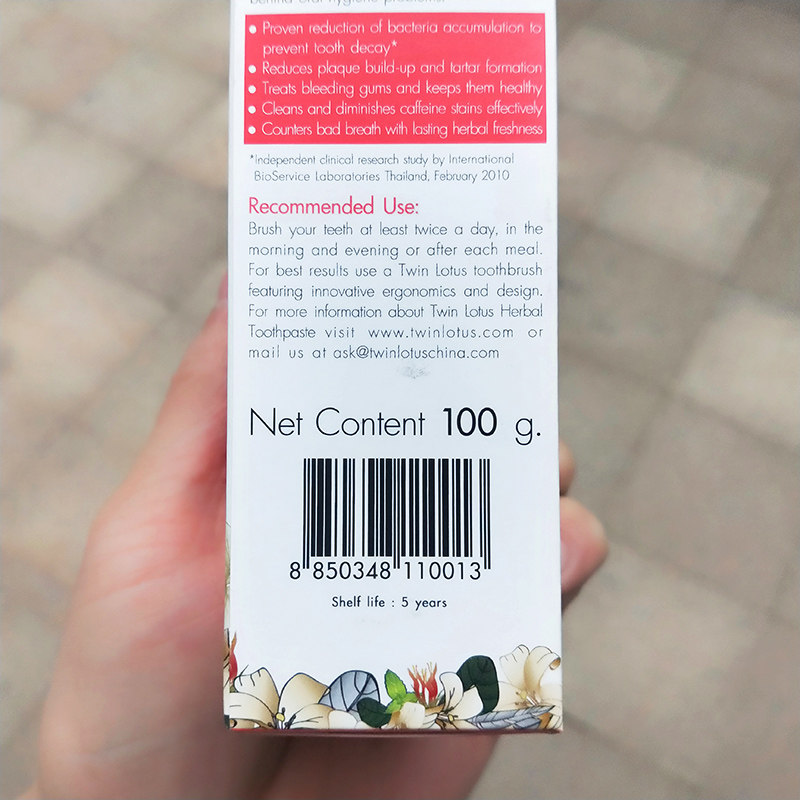 behind oral hygiene problems.
• Proven reduction of bacteria accumulation to
prevent tooth decay*
• Reduces plaque build-up and tartar formation
• Treats bleeding gums and keeps them healthy
• Cleans and diminishes caffeine stains effectively
• Counters bad breath with lasting herbal freshness
*Independent clinical research study by International
BioService Laboratories Thailand, February 2010
Recommended Use:
Brush your teeth at least twice a day, in the
morning and evening or after each meal.
For best results use a Twin Lotus toothbrush
featuring innovative ergonomics and design.
For more information about Twin Lotus Herbal
Toothpaste visit www.twinlotus.com or
mail us at ask@twinlotuschina.com
Net Content 100 g.
8 850348 110013
Shelf life : 5 years